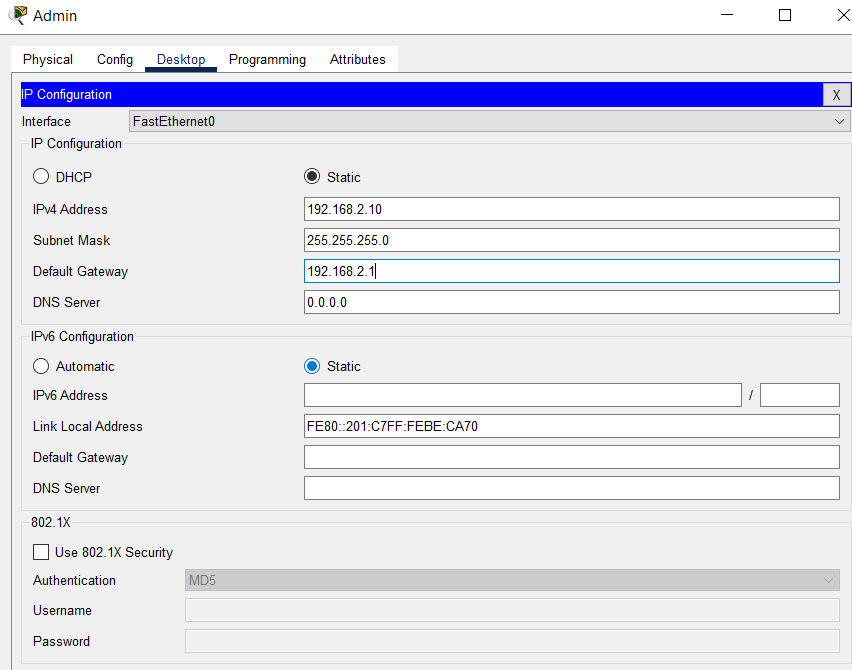 Admin
Physical Config Desktop Programming Attributes
IP Configuration X
Interface FastEthernet0
IP Configuration
DHCP Static
IPv4 Address 192.168.2.10
Subnet Mask 255.255.255.0
Default Gateway 192.168.2.1
DNS Server 0.0.0.0
IPv6 Configuration
Automatic Static
IPv6 Address /
Link Local Address FE80::201:C7FF:FEBE:CA70
Default Gateway
DNS Server
802.1X
Use 802.1X Security
Authentication MD5
Username
Password